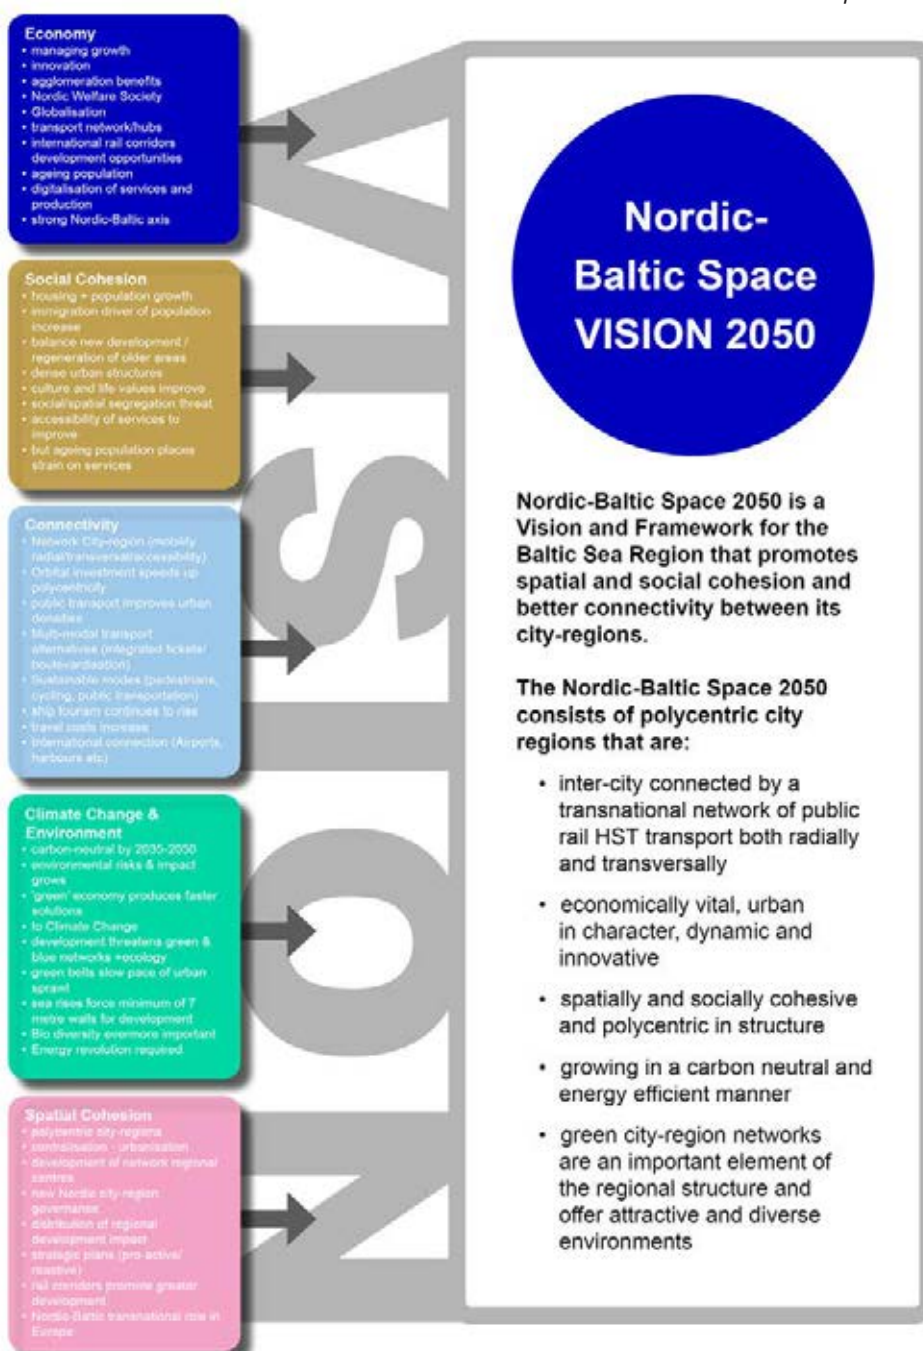 Economy
• managing growth
• innovation
• agglomeration benefits
• Nordic Welfare Society
• Globalisation
• transport network/hubs
• international rail corridors
development opportunities
• ageing population
• digitalisation of services and
production
• strong Nordic-Baltic axis
Social Cohesion
• housing + population growth
• immigration driver of population
increase
• balance new development /
regeneration of older areas
• dense urban structures
• culture and life values improve
• social/spatial segregation threat
• accessibility of services to
improve
• but ageing population places
strain on services
Connectivity
• Network City-region (mobility
radial/transversal/accessibility)
• Orbital investment speeds up
polycentricity
• public transport improves urban
densities
• Multi-modal transport
alternatives (integrated tickets/
boulevardisation)
• Sustainable modes (pedestrians,
cycling, public transportation)
• ship tourism continues to rise
• travel costs increase
• International connection (Airports,
harbours etc)
Climate Change &
Environment
• carbon-neutral by 2035-2050
• environmental risks & impact
grows
• 'green' economy produces faster
solutions
• to Climate Change
• development threatens green &
blue networks +ecology
• green belts slow pace of urban
sprawl
• sea rises force minimum of 7
metre walls for development
• Bio diversity evermore important
• Energy revolution required
Spatial Cohesion
• polycentric city-regions
• centralisation - urbanisation
• development of network regional
centres
• new Nordic city-region
governance
• distribution of regional
development impact
• strategic plans (pro-active/
reactive)
• rail corridors promote greater
development
• Nordic-Baltic transnational role in
Europe
VISION
Nordic-
Baltic Space
VISION 2050
Nordic-Baltic Space 2050 is a
Vision and Framework for the
Baltic Sea Region that promotes
spatial and social cohesion and
better connectivity between its
city-regions.
The Nordic-Baltic Space 2050
consists of polycentric city
regions that are:
• inter-city connected by a
transnational network of public
rail HST transport both radially
and transversally
• economically vital, urban
in character, dynamic and
innovative
• spatially and socially cohesive
and polycentric in structure
• growing in a carbon neutral and
energy efficient manner
• green city-region networks
are an important element of
the regional structure and
offer attractive and diverse
environments